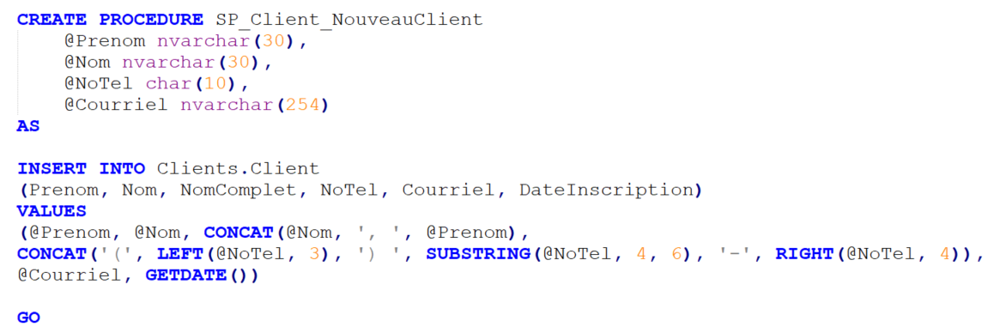 CREATE PROCEDURE SP_Client_NouveauClient
@Prenom nvarchar(30),
@Nom nvarchar(30),
@NoTel char(10),
@Courriel nvarchar(254)
AS
INSERT INTO Clients.Client
(Prenom, Nom, NomComplet, NoTel, Courriel, DateInscription)
VALUES
(@Prenom, @Nom, CONCAT(@Nom, ', ', @Prenom),
CONCAT('(', LEFT(@NoTel, 3), ') ', SUBSTRING(@NoTel, 4, 6), '-', RIGHT(@NoTel, 4)),
@Courriel, GETDATE())
GO